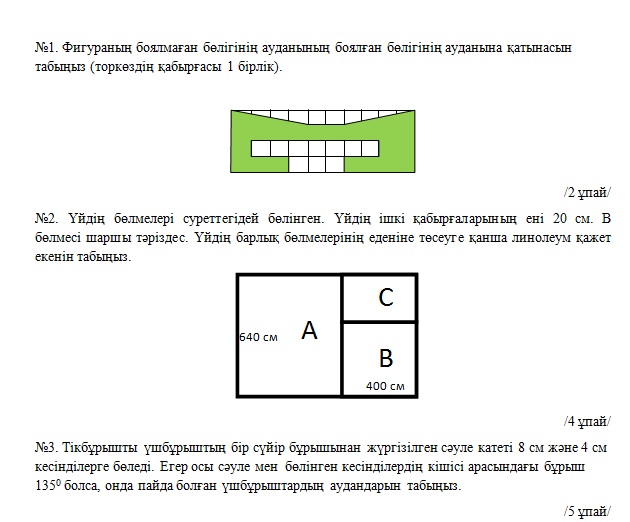 №1. Фигураның боялмаған бөлігінің ауданының боялған бөлігінің ауданына қатынасын
табыңыз (торкөздің қабырғасы 1 бірлік).
/2 ұпай/
№2. Үйдің бөлмелері суреттегідей бөлінген. Үйдің ішкі қабырғаларының ені 20 см. В
бөлмесі шаршы тәріздес. Үйдің барлық бөлмелерінің еденіне төсеуге қанша линолеум қажет
екенін табыңыз.
C
640 см
A
B
400 см
/4 ұпай/
№3. Тікбұрышты үшбұрыштың бір сүйір бұрышынан жүргізілген сәуле катеті 8 см және 4 см
кесінділерге бөледі. Егер осы сәуле мен бөлінген кесінділердің кішісі арасындағы бұрыш
135⁰ болса, онда пайда болған үшбұрыштардың аудандарын табыңыз.
/5 ұпай/